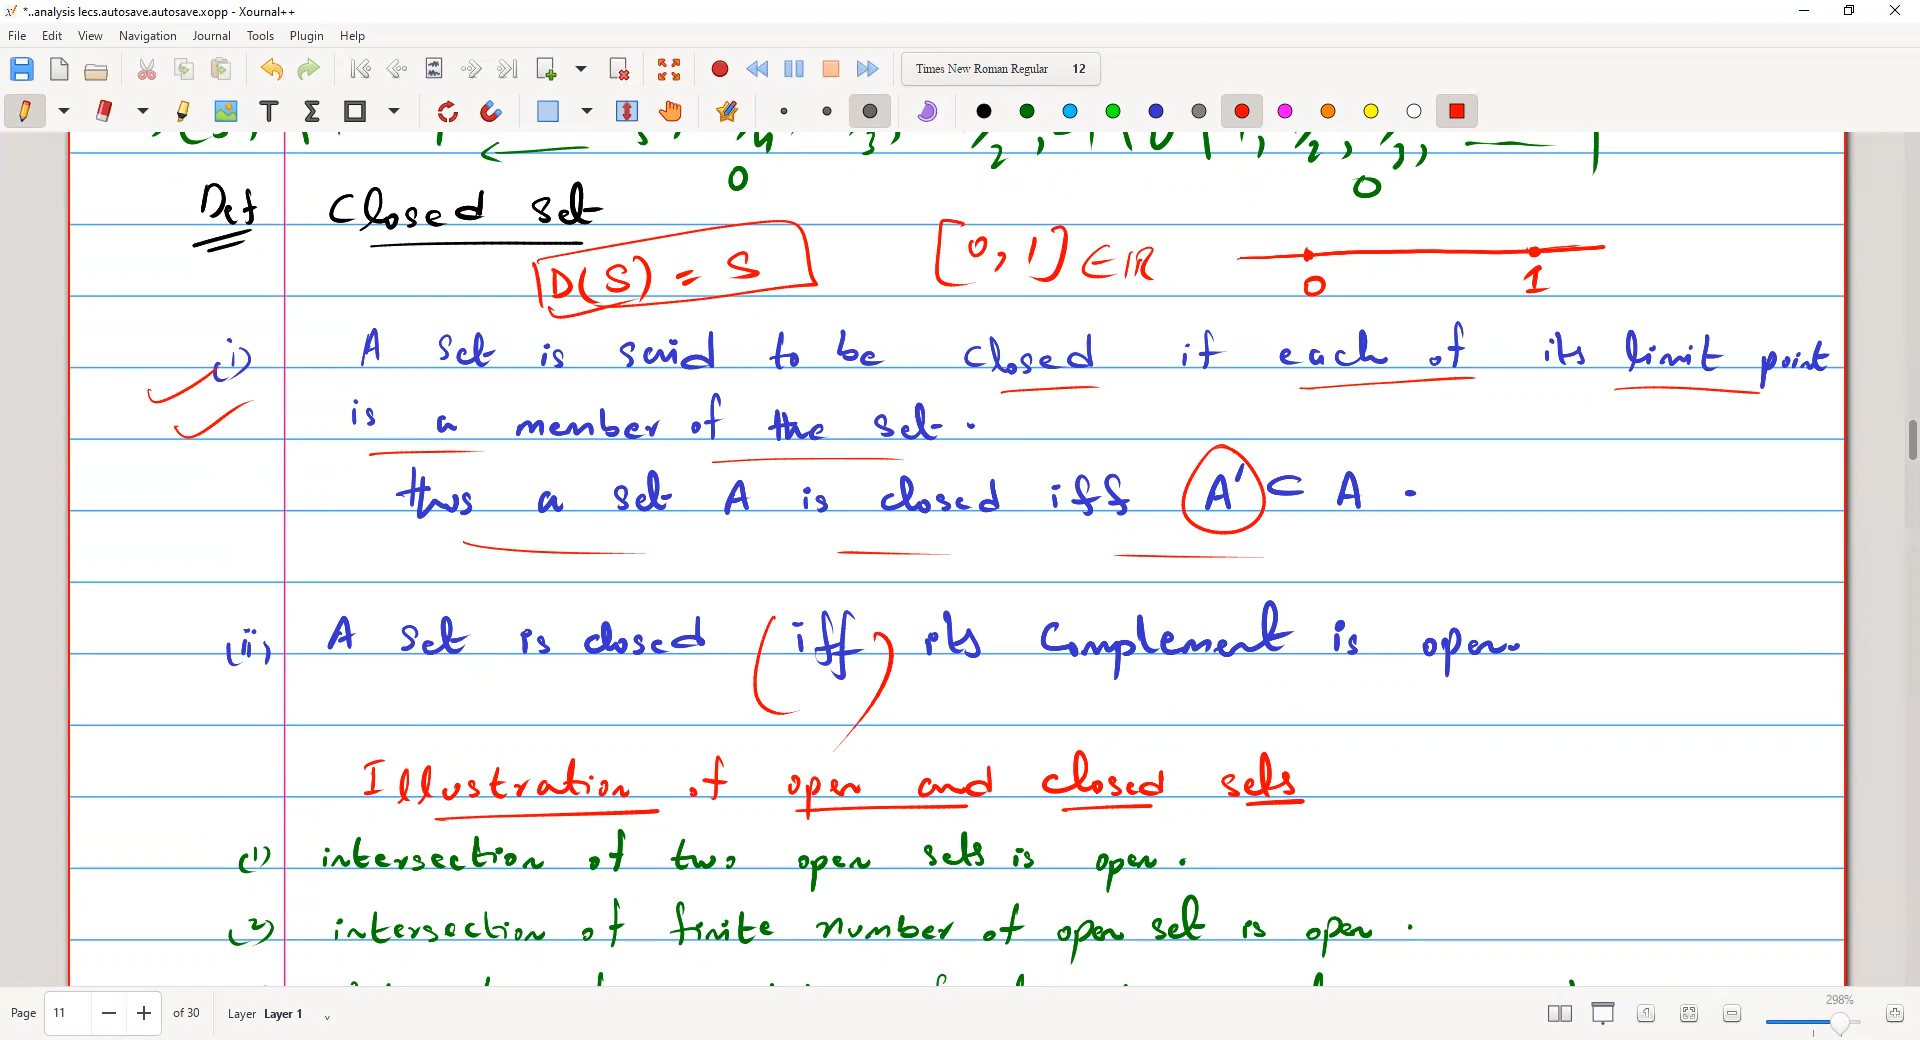 *..analysis lecs.autosave.autosave.xopp - Xournal++
File Edit View Navigation Journal Tools Plugin Help
Times New Roman Regular 12
0 0
Def Closed set
D(S) = S [0,1] ∈ ℝ 0 1
(i) A set is said to be closed if each of its limit point
is a member of the set.
thus a set A is closed iff A' ⊂ A .
(ii) A set is closed (iff) its complement is open.
Illustration of open and closed sets
(1) intersection of two open sets is open.
(2) intersection of finite number of open set is open .
Page 11 of 30 Layer Layer 1 298%